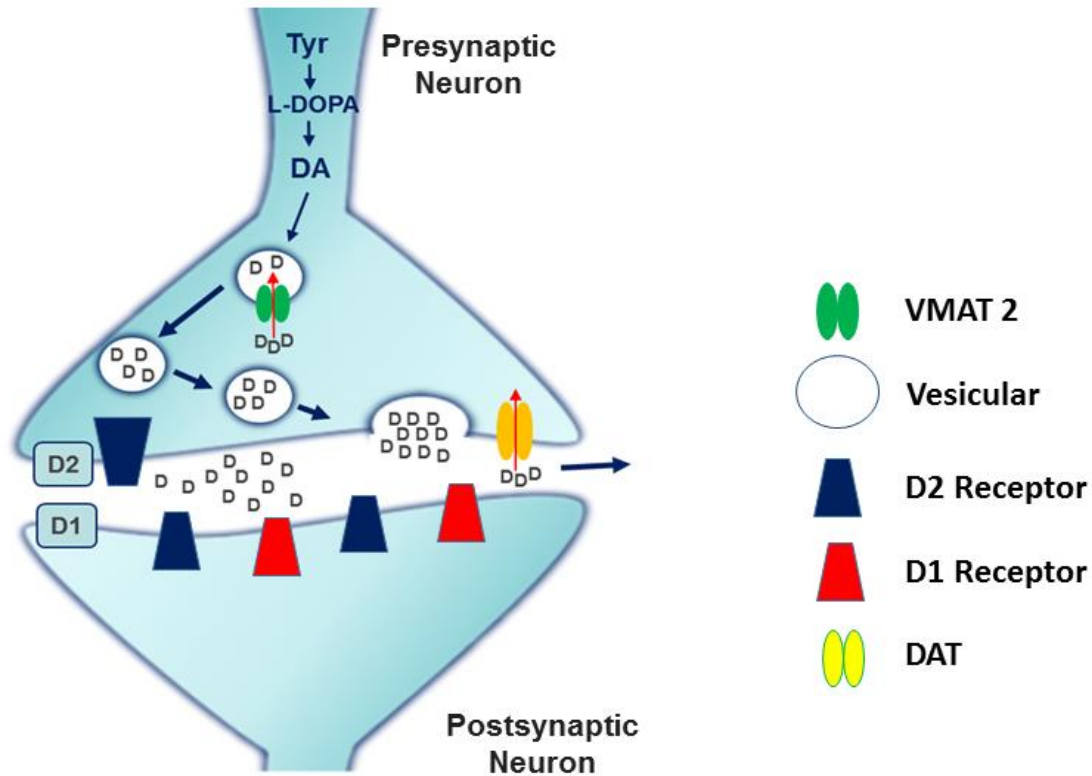 Presynaptic
Neuron
Tyr
L-DOPA
DA
D D
D D D
D D
D D
D D
D D
D D D
D D D
D D D D
D D D
D2
D D D D D D D D D D D
D1
VMAT 2
Vesicular
D2 Receptor
D1 Receptor
DAT
Postsynaptic
Neuron